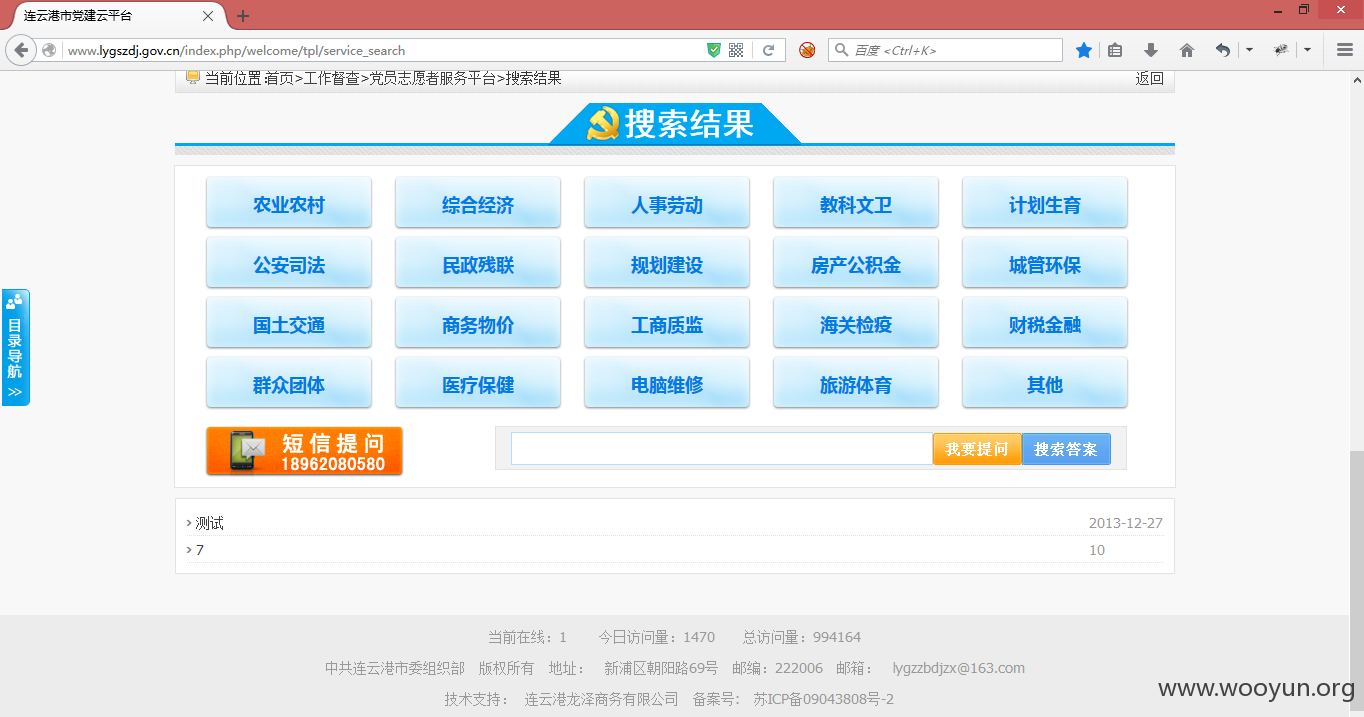 连云港市党建云平台
www.lygszdj.gov.cn/index.php/welcome/tpl/service_search
百度 <Ctrl+K>
当前位置:首页>工作督查>党员志愿者服务平台>搜索结果 返回
搜索结果
农业农村 综合经济 人事劳动 教科文卫 计划生育
公安司法 民政残联 规划建设 房产公积金 城管环保
国土交通 商务物价 工商质监 海关检疫 财税金融
群众团体 医疗保健 电脑维修 旅游体育 其他
目录导航 >>
短信提问
18962080580
我要提问 搜索答案
› 测试 2013-12-27
› 7 10
当前在线：1 今日访问量：1470 总访问量：994164
中共连云港市委组织部 版权所有 地址： 新浦区朝阳路69号 邮编：222006 邮箱： lygzzbdjzx@163.com
技术支持： 连云港龙泽商务有限公司 备案号： 苏ICP备09043808号-2
www.wooyun.org